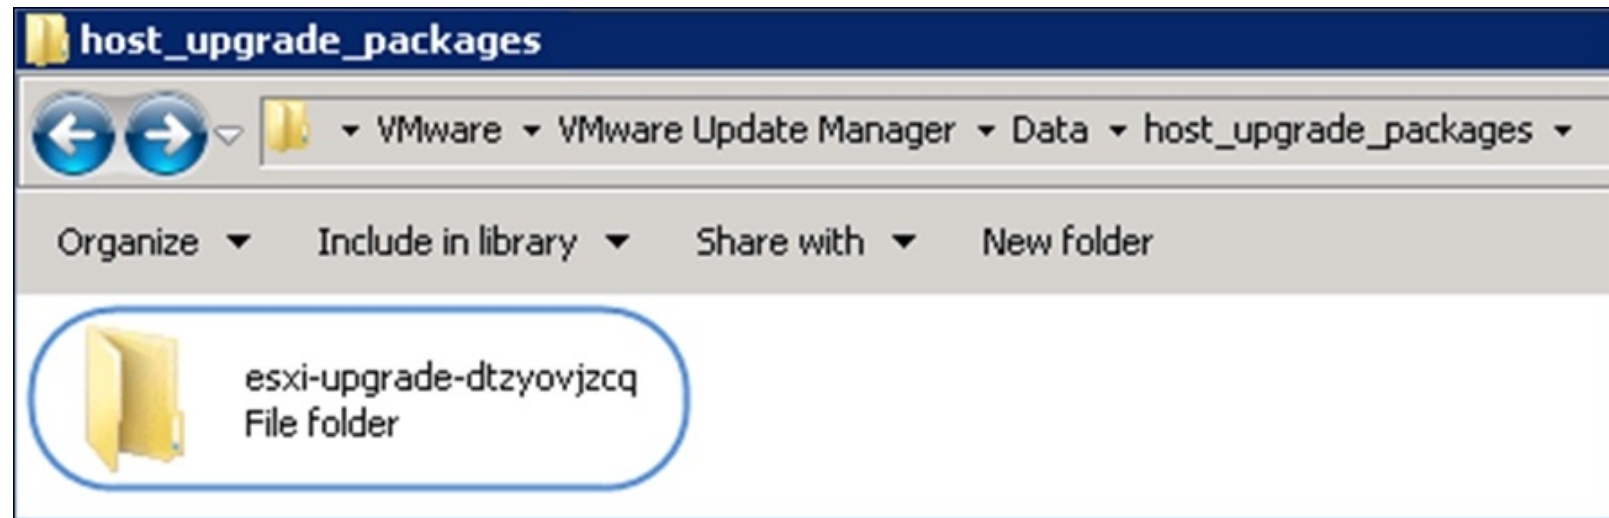 host_upgrade_packages
VMware VMware Update Manager Data host_upgrade_packages
Organize Include in library Share with New folder
esxi-upgrade-dtzyovjzcq
File folder